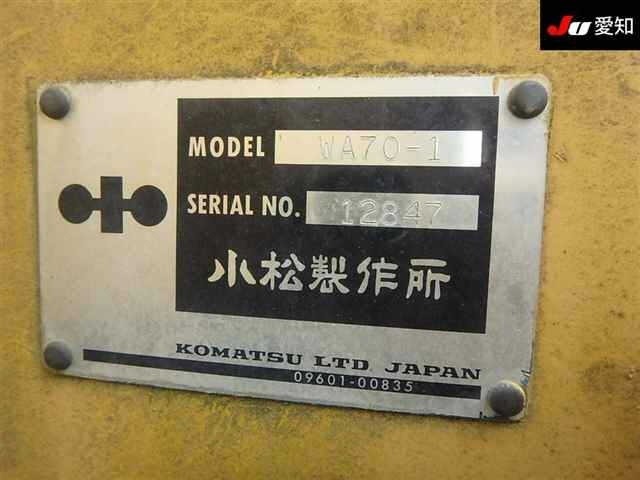 JU 愛知
MODEL WA70-1
SERIAL NO. 12847
小松製作所
KOMATSU LTD JAPAN
09601-00835